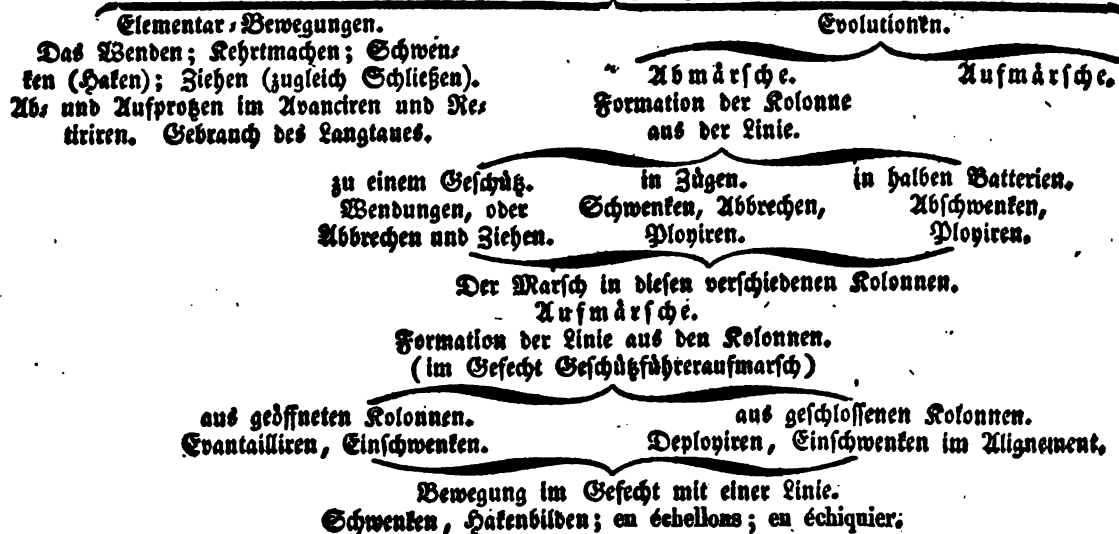 Elementar-Bewegungen.
Das Wenden; Kehrtmachen; Schwen-
ken (Haken); Ziehen (zugleich Schließen).
Ab- und Aufprotzen im Avanciren und Re-
tiriren. Gebrauch des Langtaues.
Evolutionen.
Abmärsche. Aufmärsche.
Formation der Kolonne
aus der Linie.
zu einem Geschütz. in Zügen. in halben Batterien.
Wendungen, oder Schwenken, Abbrechen, Abschwenken,
Abbrechen und Ziehen. Ployiren. Ployiren.
Der Marsch in diesen verschiedenen Kolonnen.
Aufmärsche.
Formation der Linie aus den Kolonnen.
(im Gefecht Geschützführeraufmarsch)
aus geöffneten Kolonnen. aus geschlossenen Kolonnen.
Evantailliren, Einschwenken. Deployiren, Einschwenken im Alignement.
Bewegung im Gefecht mit einer Linie.
Schwenken, Hakenbilden; en échellons; en échiquier.